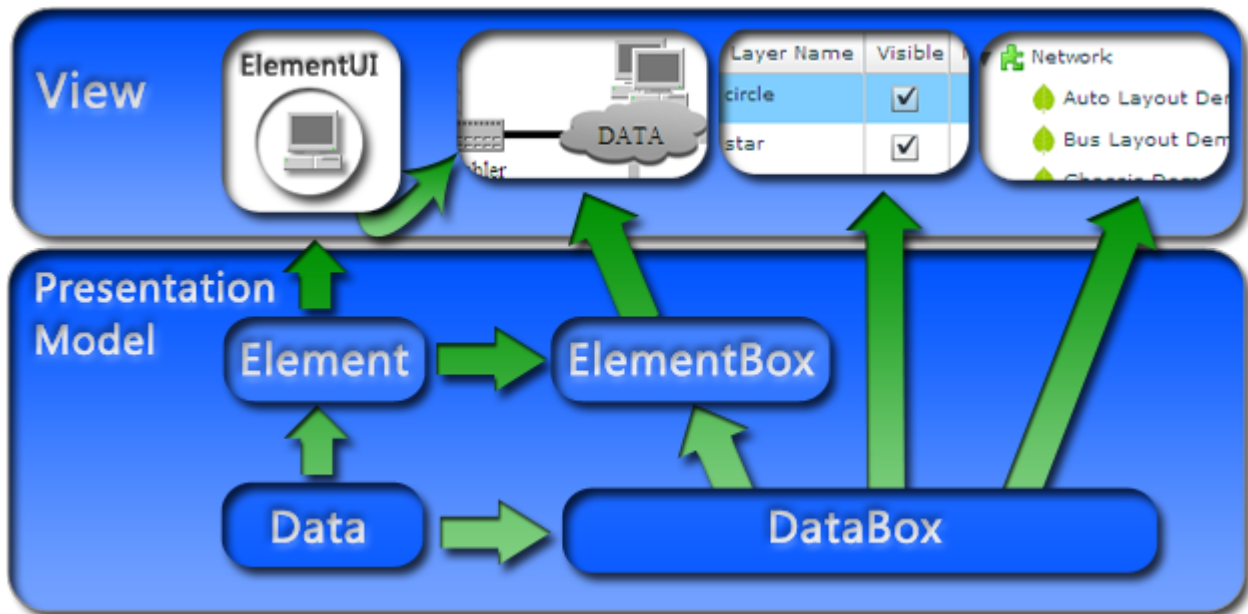 View
ElementUI
DATA
Layer Name Visible
circle
star
Network
Auto Layout
Bus Layout
Presentation
Model
Element
ElementBox
Data
DataBox